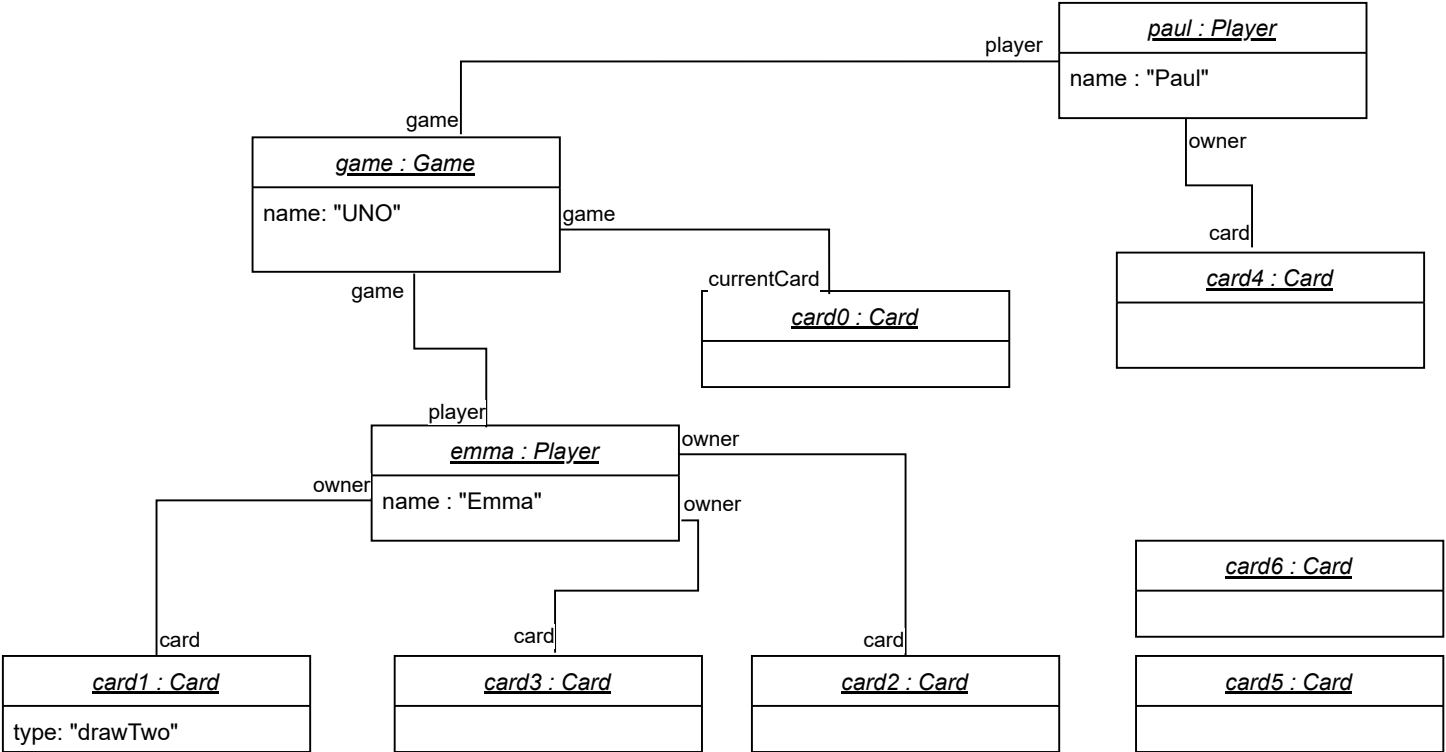 paul : Player
player
name : "Paul"
game
owner
game : Game
name: "UNO"
game
card
card4 : Card
game
currentCard
card0 : Card
player
emma : Player
owner
owner
name : "Emma"
owner
card6 : Card
card
card
card
card1 : Card
card3 : Card
card2 : Card
card5 : Card
type: "drawTwo"